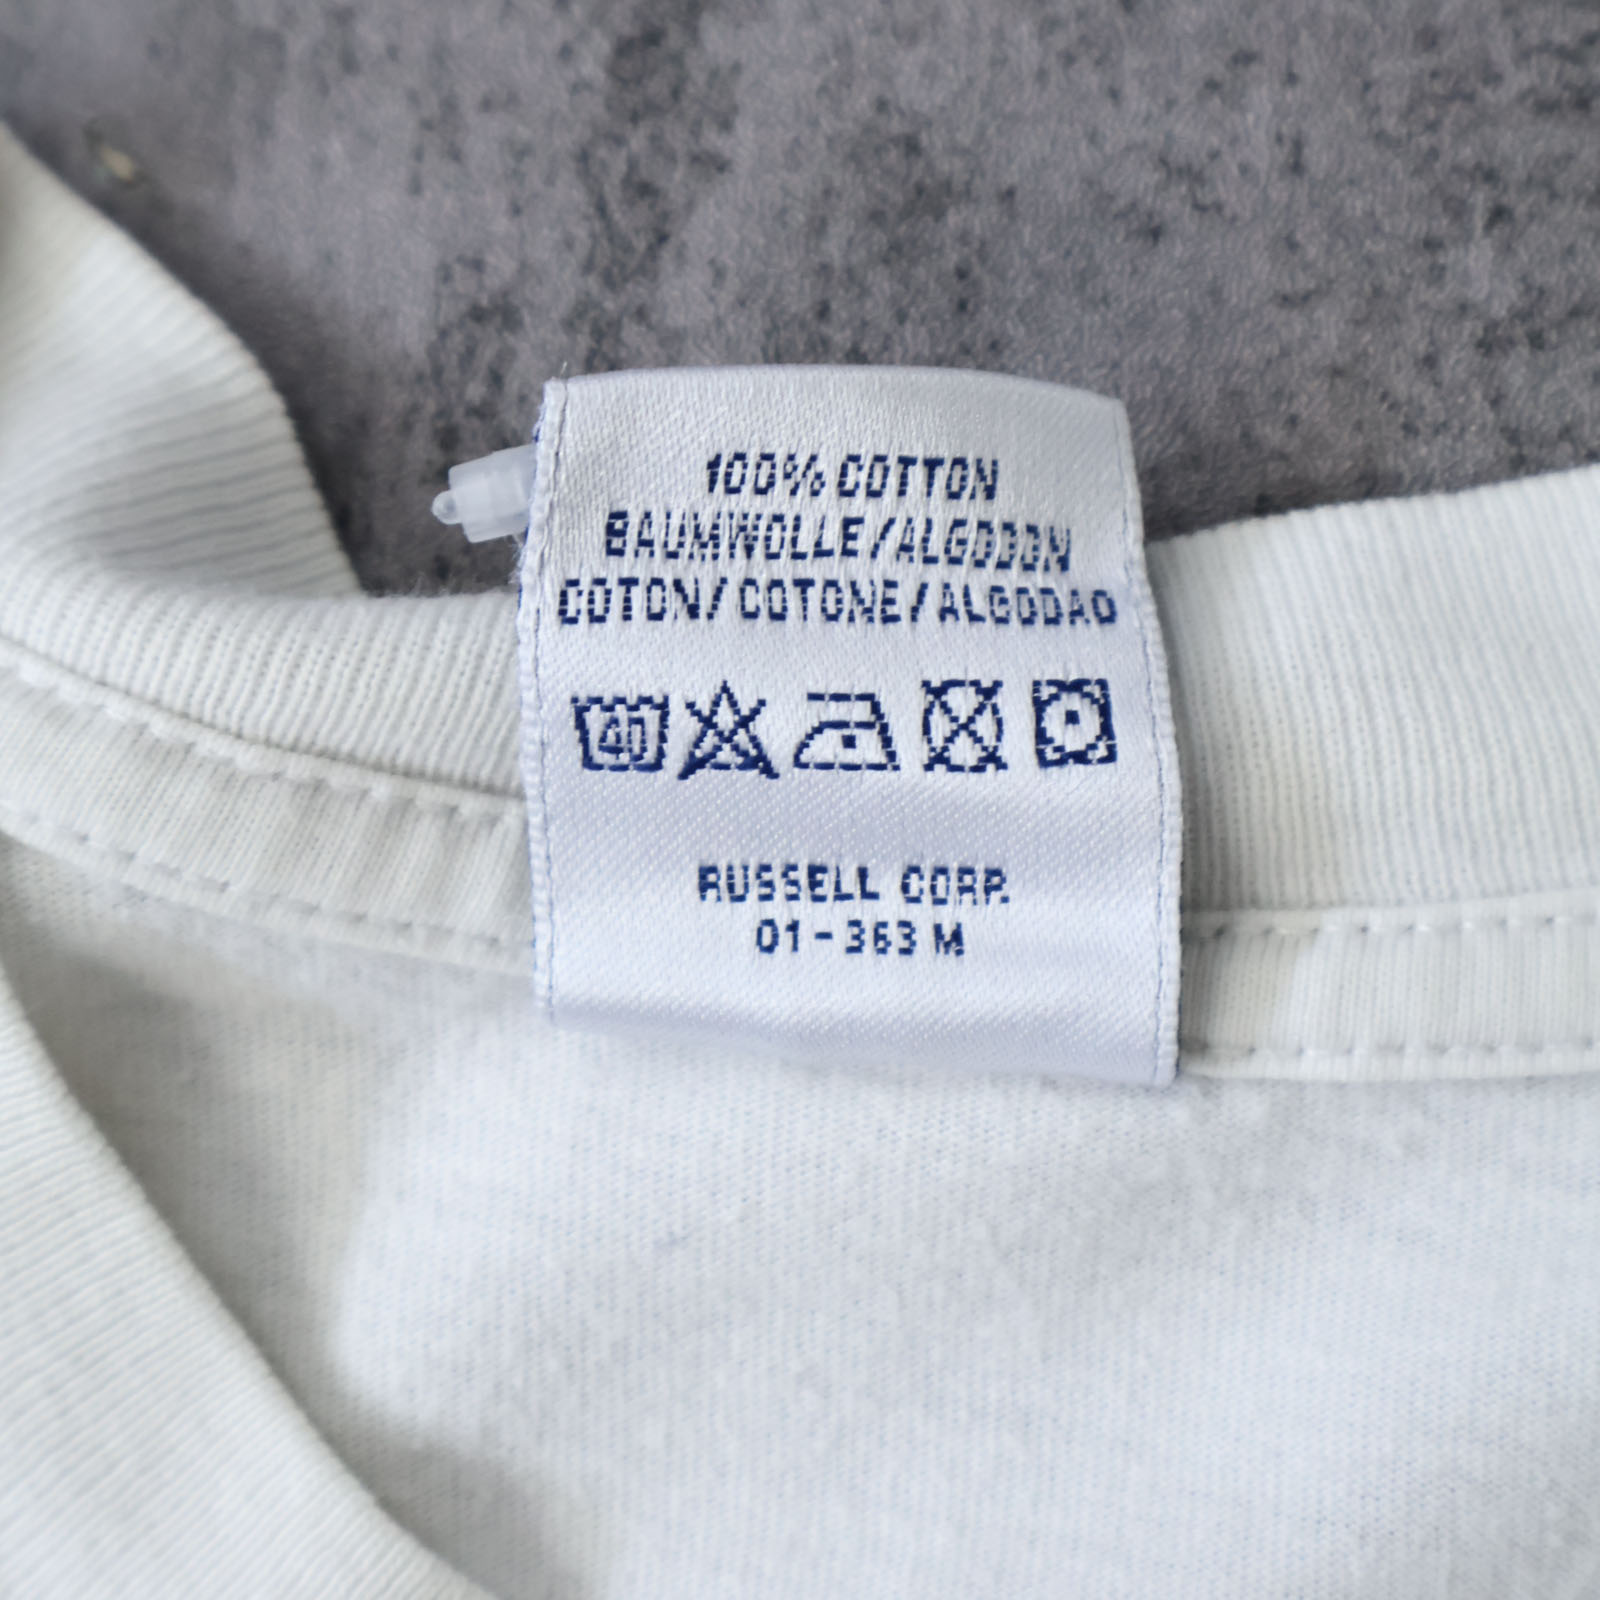 100% COTTON
BAUMWOLLE/ALGODON
COTON/COTONE/ALGODAO
40
RUSSELL CORP.
01-363 M